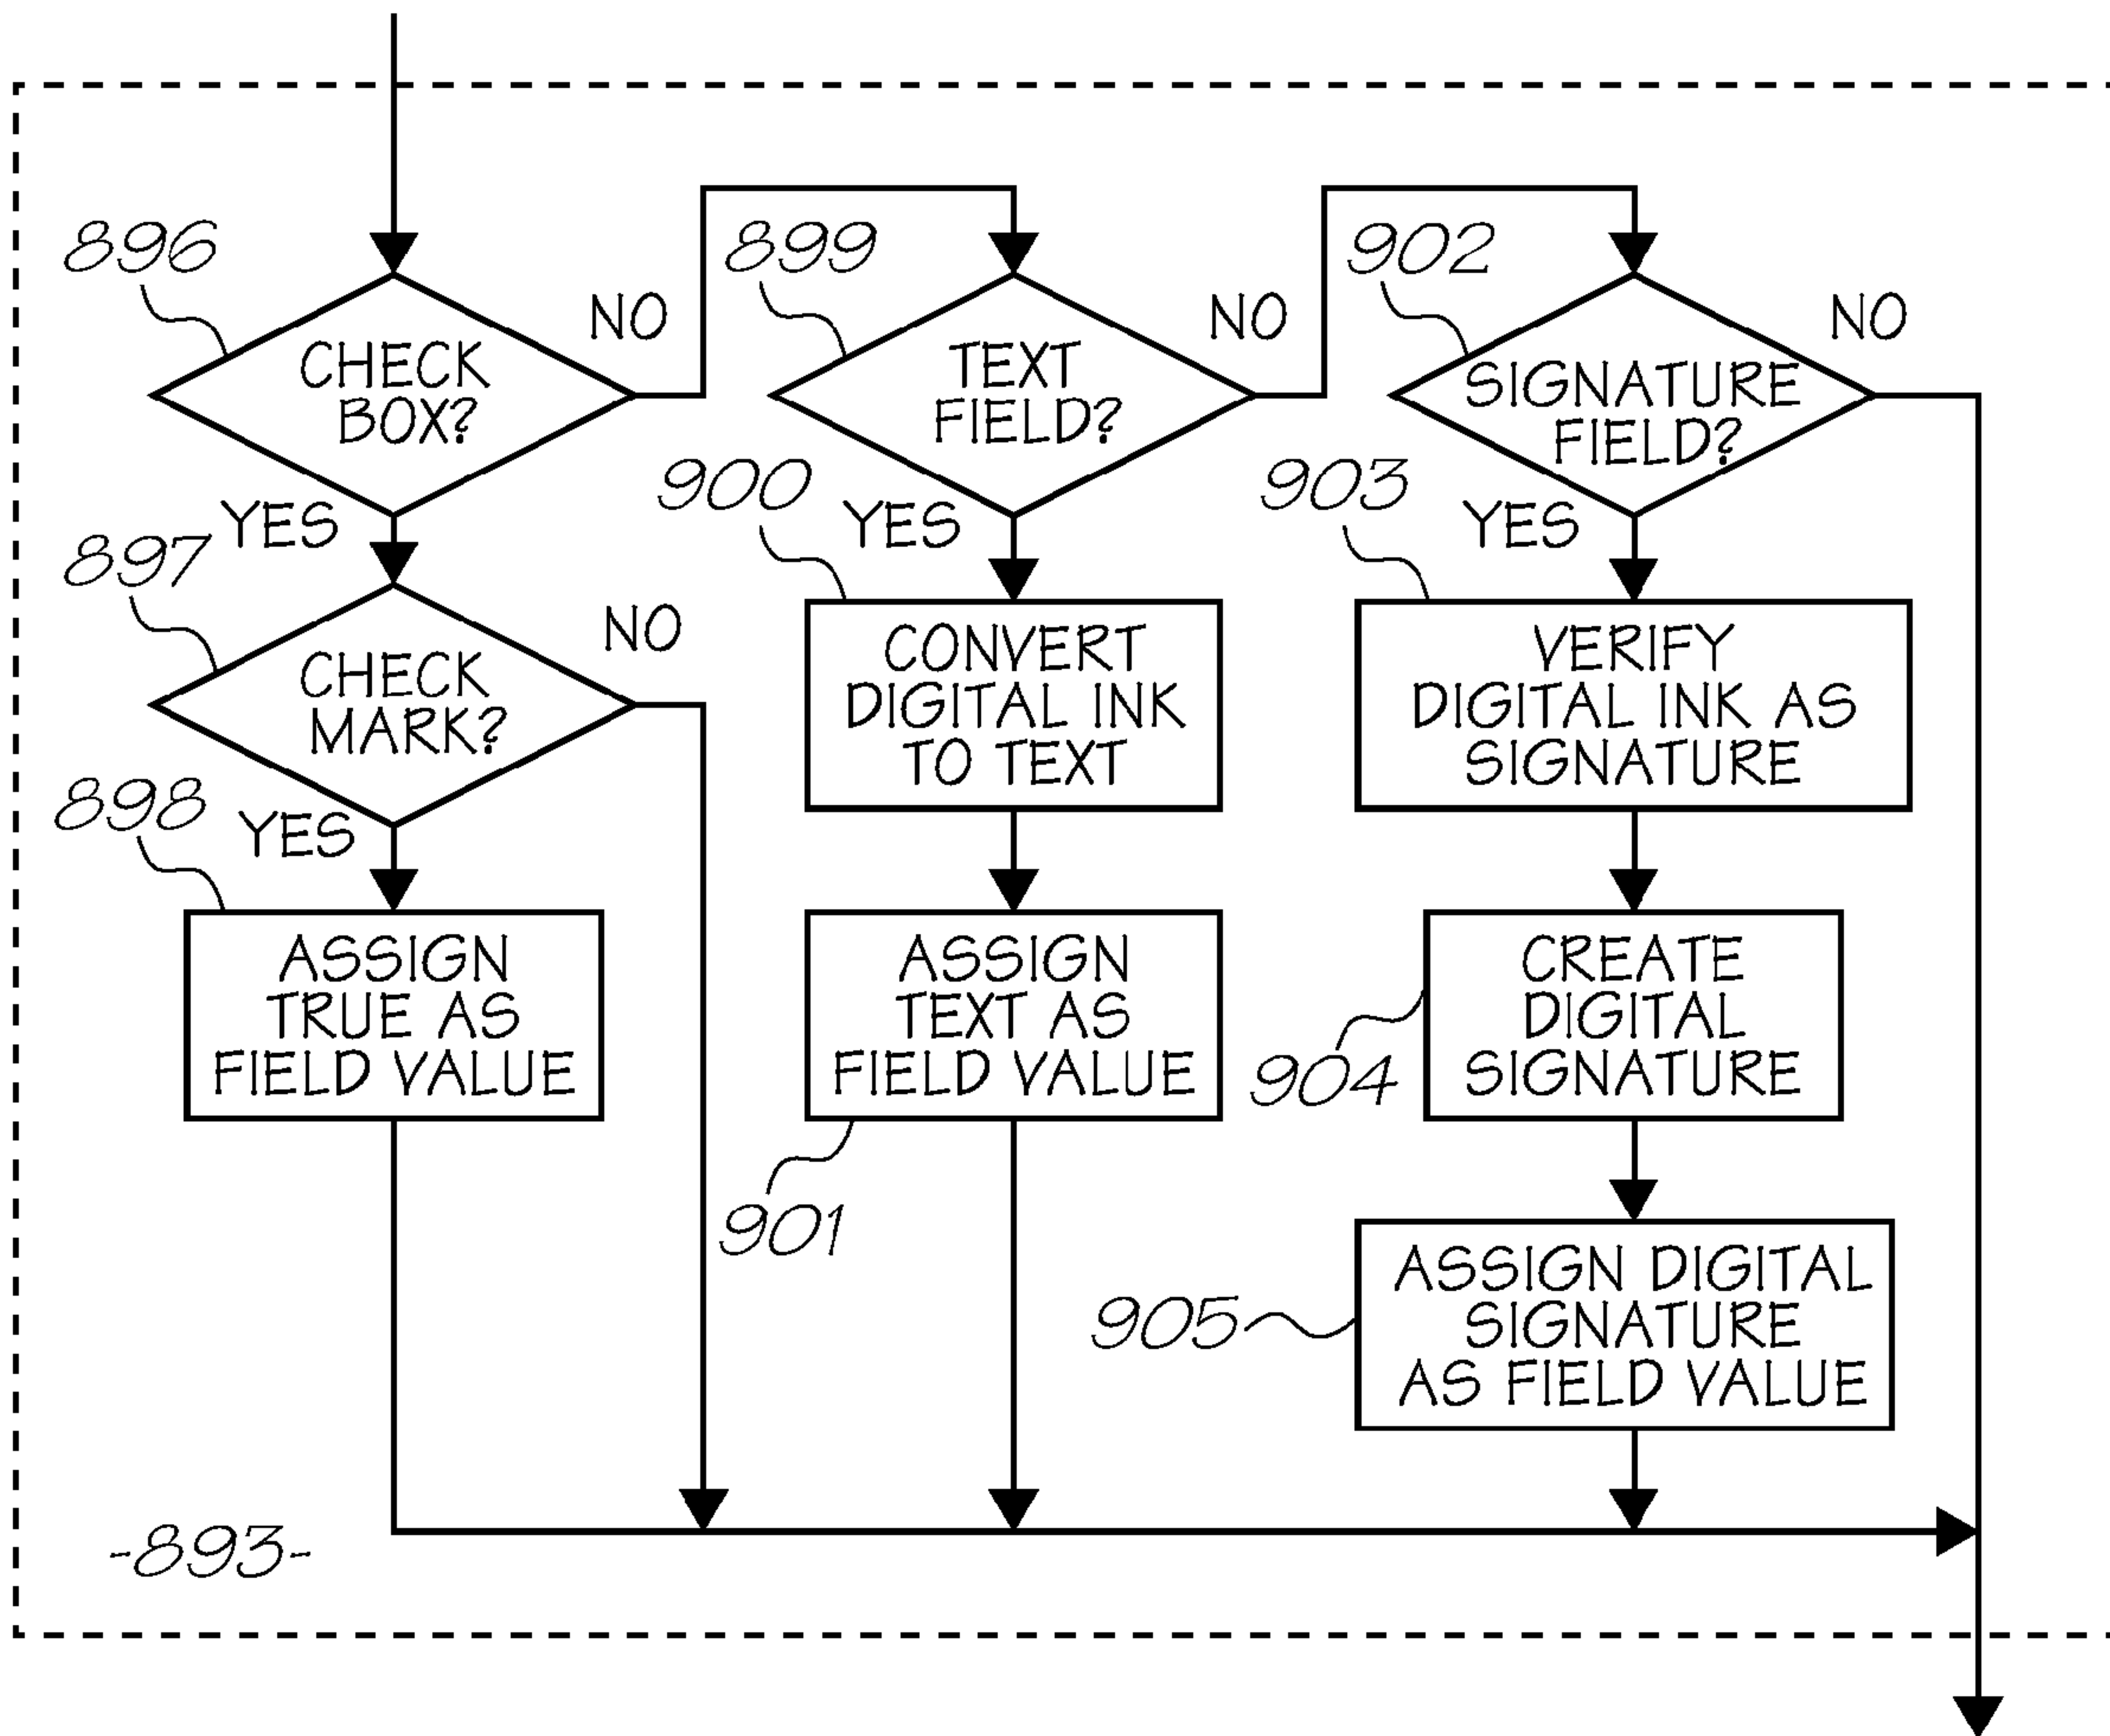 896
CHECK
BOX?
NO
YES
899
TEXT
FIELD?
NO
YES
902
SIGNATURE
FIELD?
NO
YES
897
CHECK
MARK?
NO
YES
900
CONVERT
DIGITAL INK
TO TEXT
903
VERIFY
DIGITAL INK AS
SIGNATURE
898
ASSIGN
TRUE AS
FIELD VALUE
ASSIGN
TEXT AS
FIELD VALUE
901
CREATE
DIGITAL
SIGNATURE
904
ASSIGN DIGITAL
SIGNATURE
AS FIELD VALUE
905
-893-